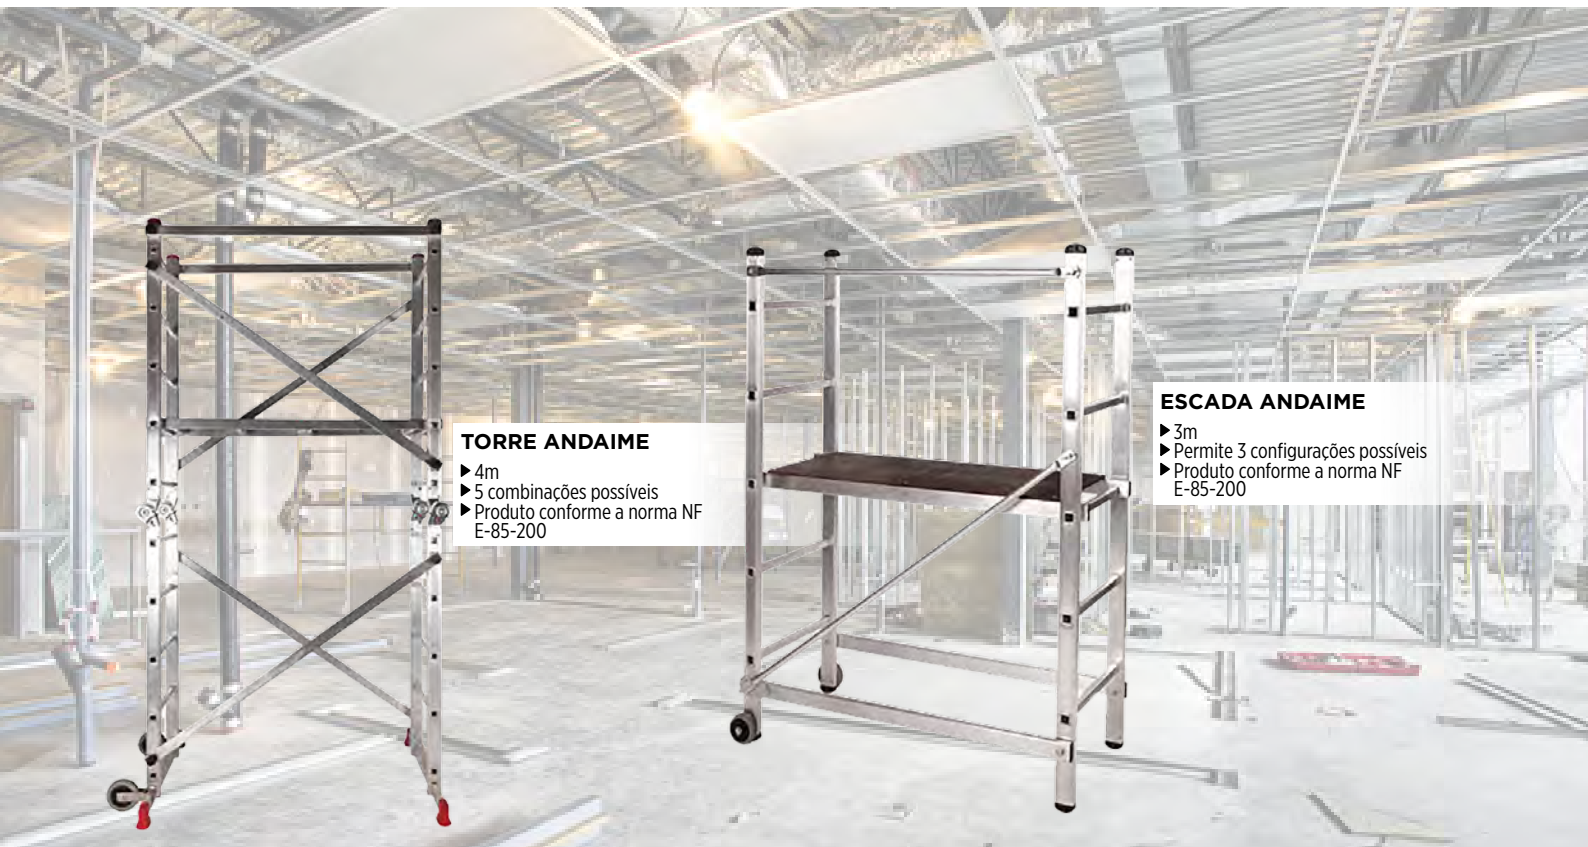 TORRE ANDAIME
▶ 4m
▶ 5 combinações possíveis
▶ Produto conforme a norma NF
E-85-200
ESCADA ANDAIME
▶ 3m
▶ Permite 3 configurações possíveis
▶ Produto conforme a norma NF
E-85-200